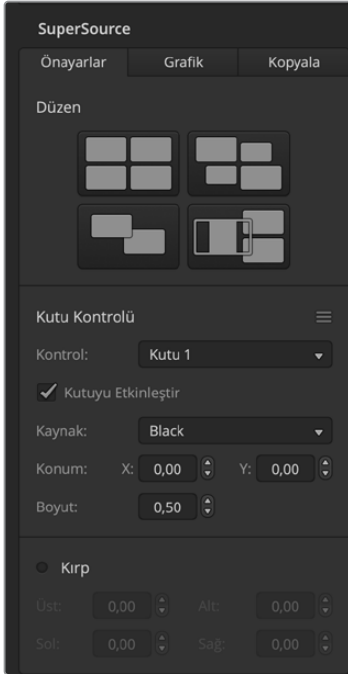 SuperSource
Önayarlar Grafik Kopyala
Düzen
Kutu Kontrolü
Kontrol: Kutu 1
Kutuyu Etkinleştir
Kaynak: Black
Konum: X: 0,00 Y: 0,00
Boyut: 0,50
Kırp
Üst: 0,00 Alt: 0,00
Sol: 0,00 Sağ: 0,00